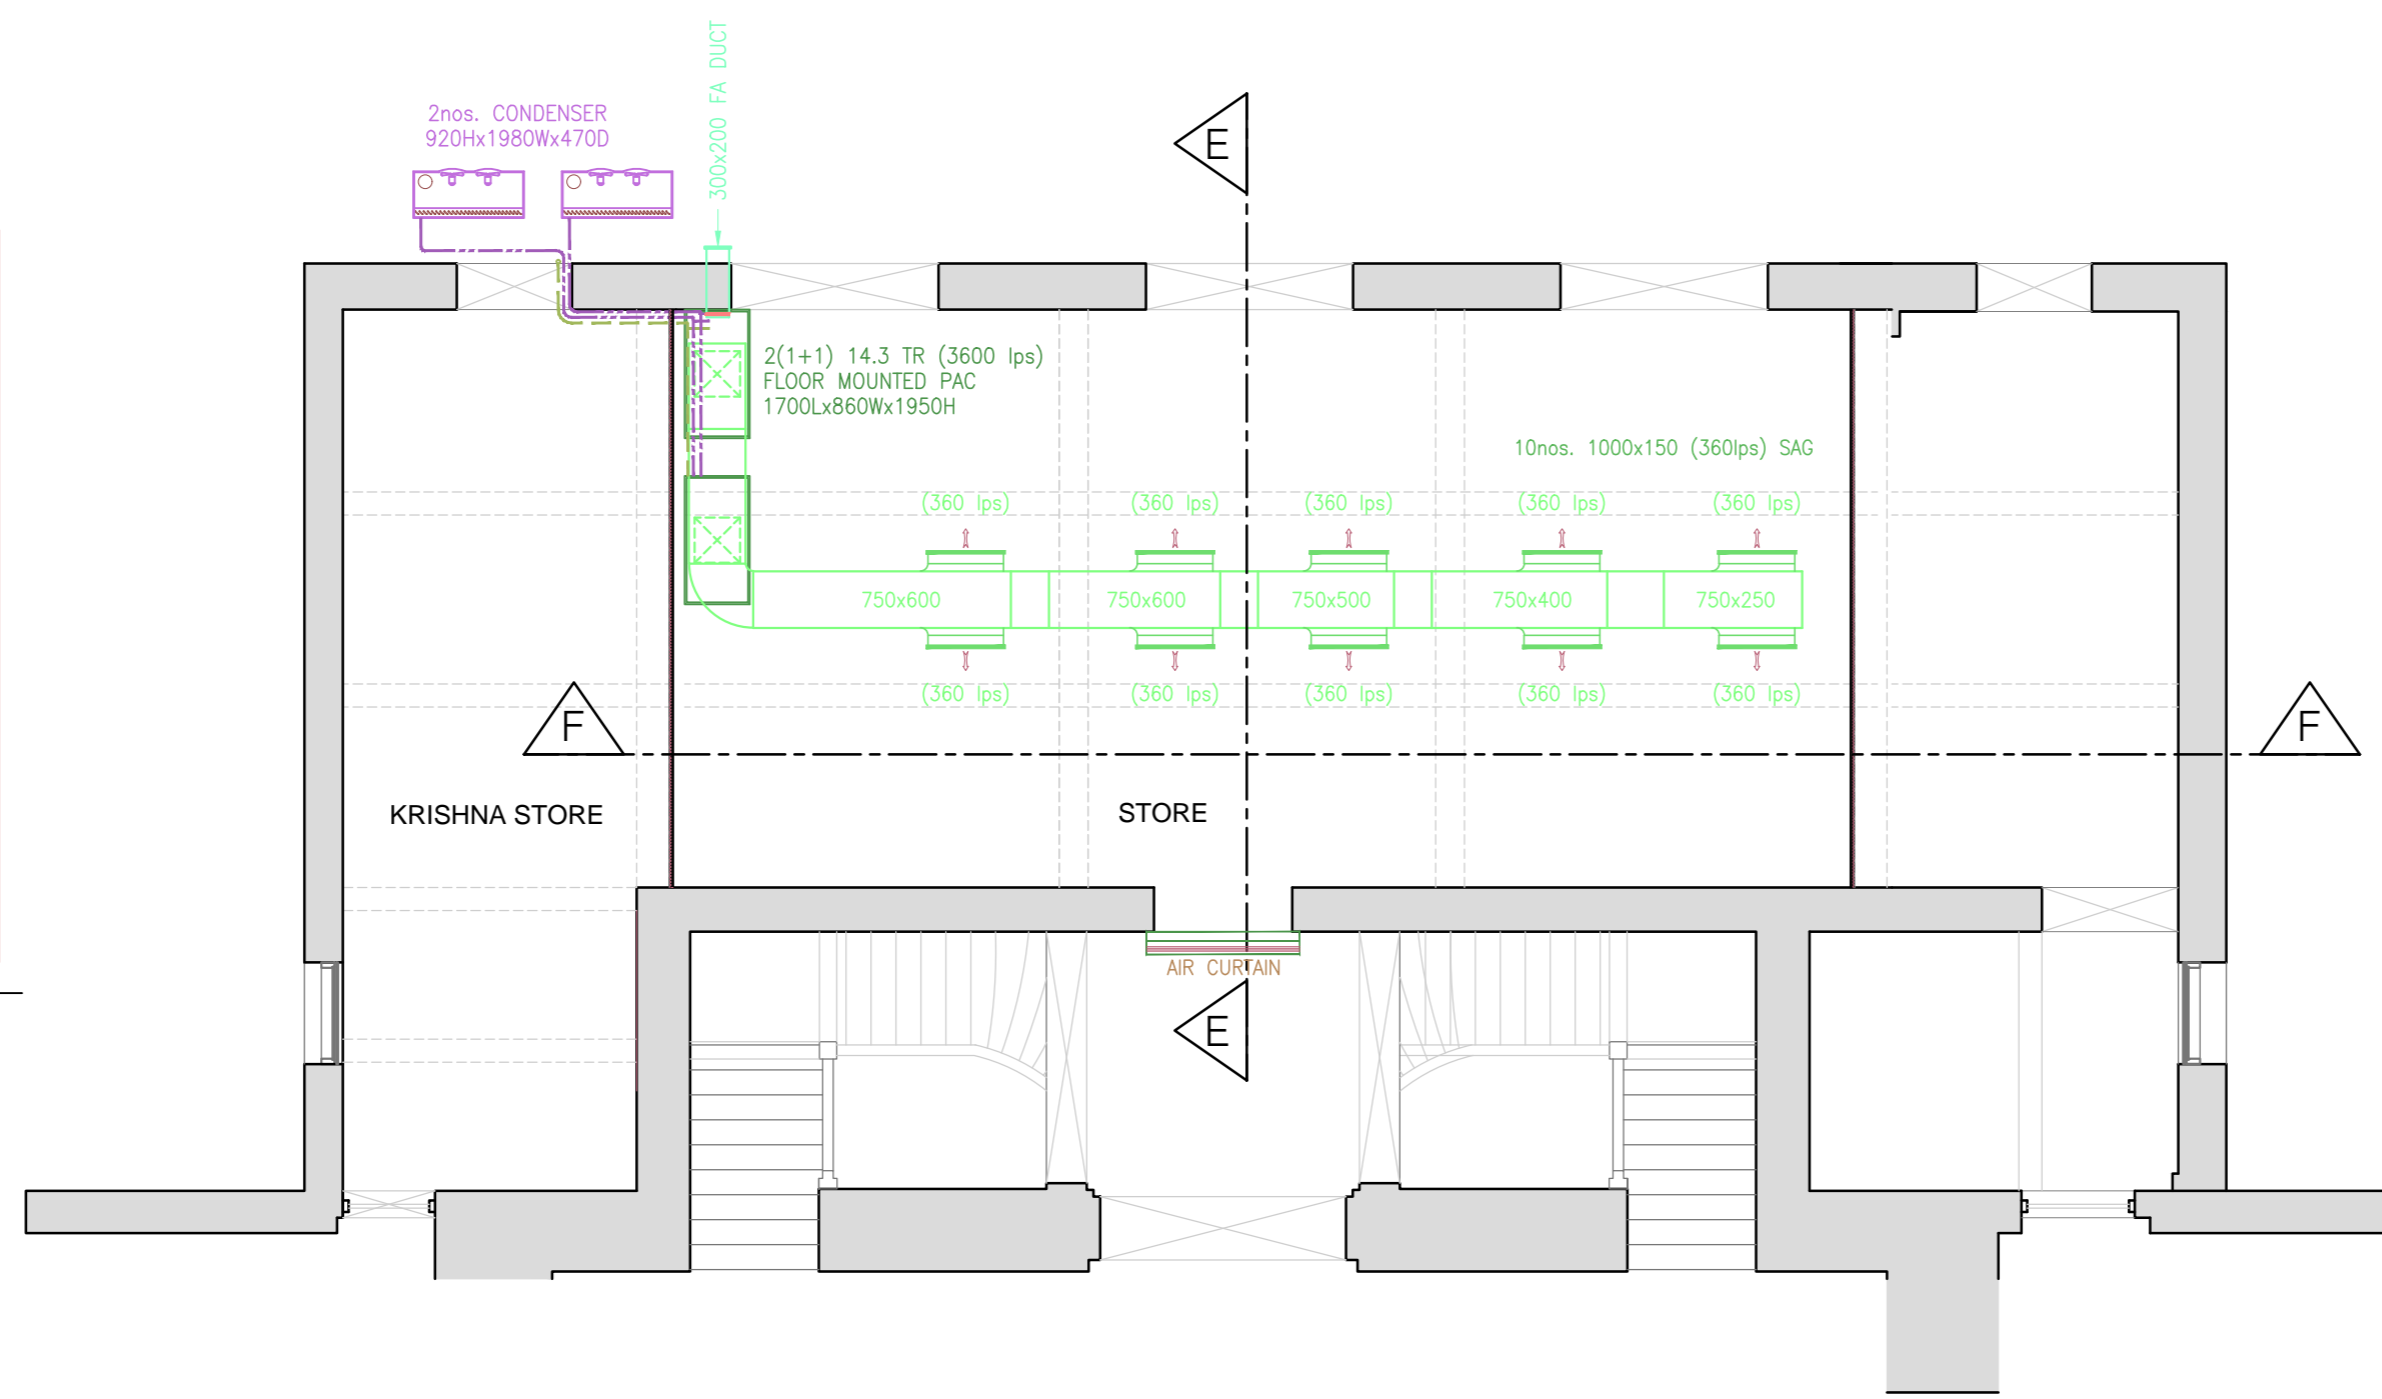 300x200 FA DUCT
2nos. CONDENSER
920Hx1980Wx470D
E
2(1+1) 14.3 TR (3600 lps)
FLOOR MOUNTED PAC
1700Lx860Wx1950H
10nos. 1000x150 (360lps) SAG
(360 lps) (360 lps) (360 lps) (360 lps) (360 lps)
750x600 750x600 750x500 750x400 750x250
(360 lps) (360 lps) (360 lps) (360 lps) (360 lps)
F F
KRISHNA STORE STORE
AIR CURTAIN
E